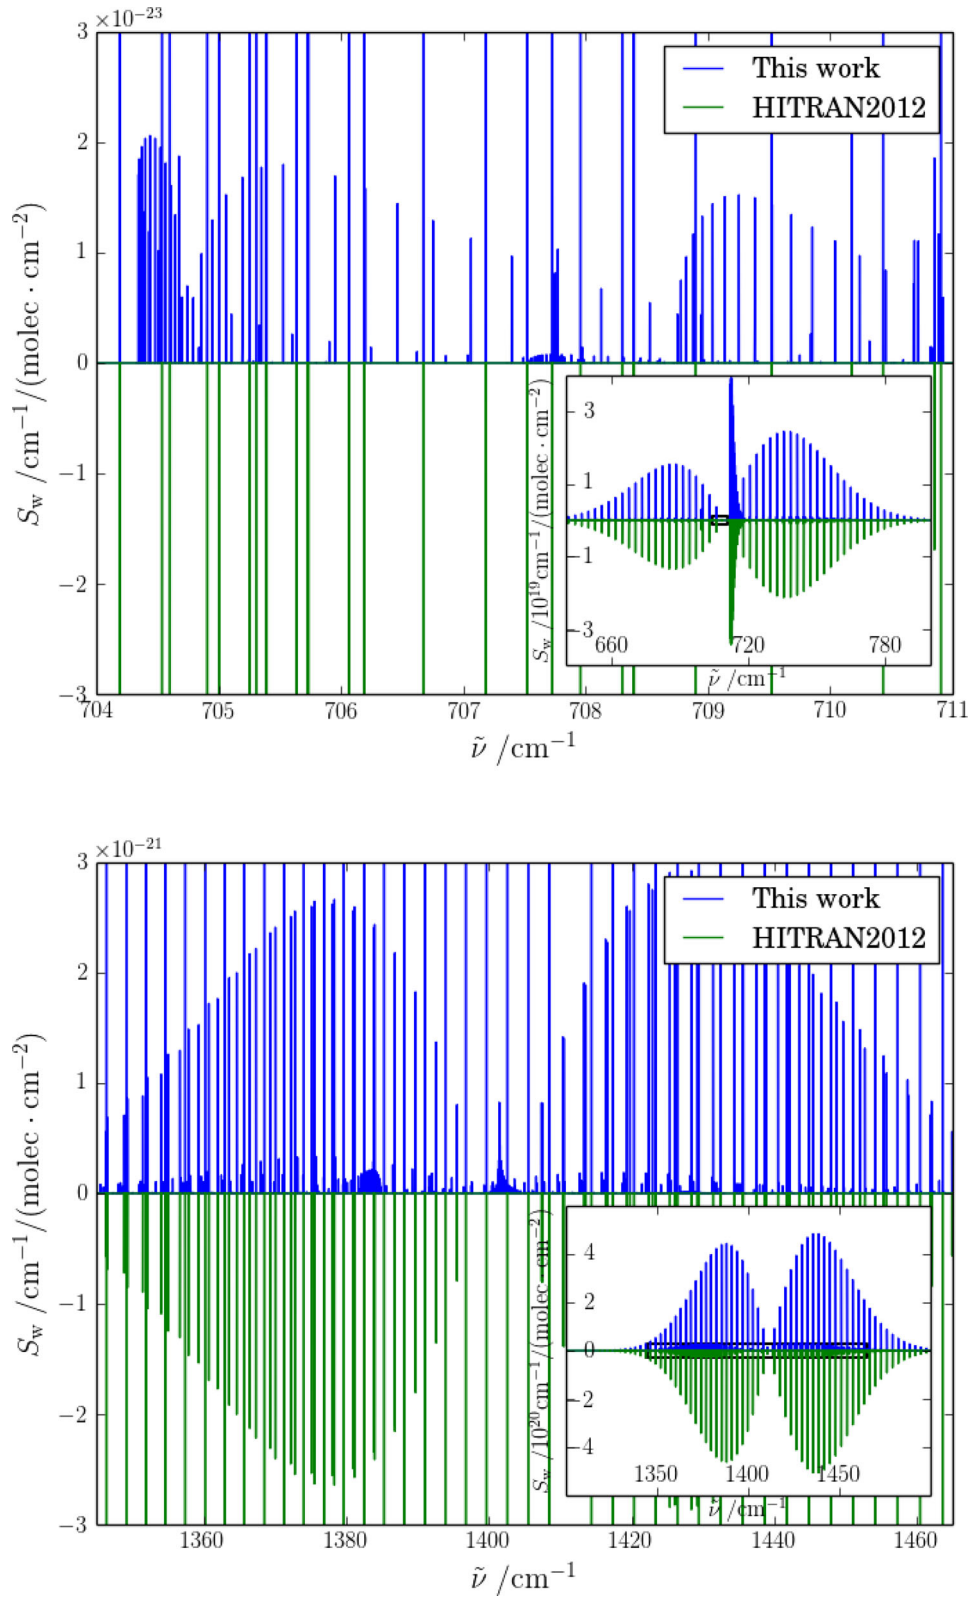 ×10⁻²³
3
2
1
0
−1
−2
−3
S_w /cm⁻¹/(molec · cm⁻²)
This work
HITRAN2012
3
1
−1
−3
S_w /10¹⁹cm⁻¹/(molec · cm⁻²)
660 720 780
ν̃ /cm⁻¹
704 705 706 707 708 709 710 711
ν̃ /cm⁻¹
×10⁻²¹
3
2
1
0
−1
−2
−3
S_w /cm⁻¹/(molec · cm⁻²)
This work
HITRAN2012
4
2
0
−2
−4
S_w /10²⁰cm⁻¹/(molec cm⁻²)
1350 1400 1450
ν̃ /cm⁻¹
1360 1380 1400 1420 1440 1460
ν̃ /cm⁻¹